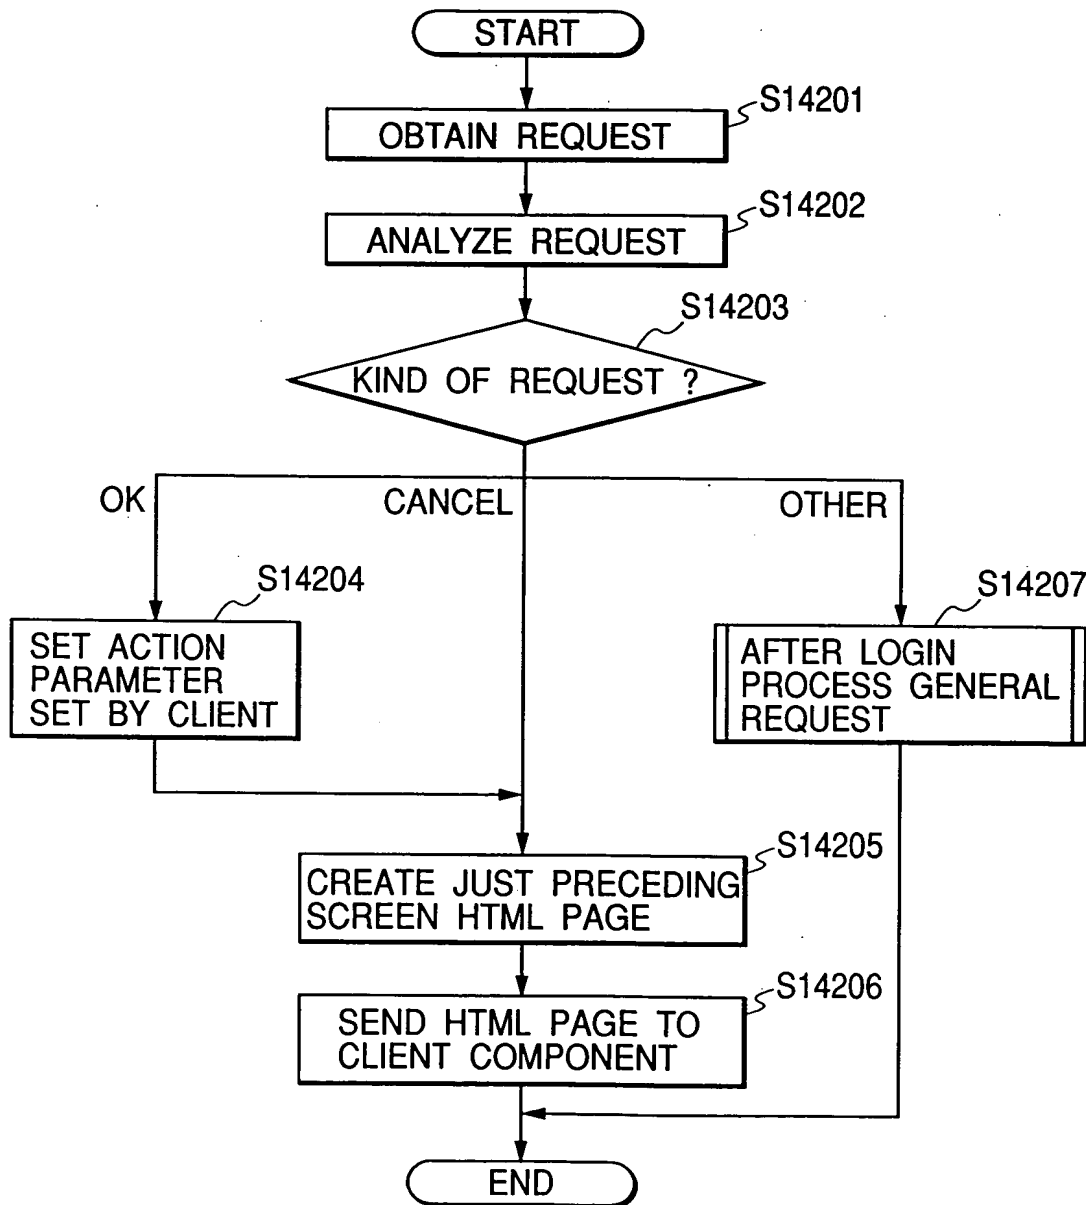 START
S14201
OBTAIN REQUEST
S14202
ANALYZE REQUEST
S14203
KIND OF REQUEST ?
OK
CANCEL
OTHER
S14204
SET ACTION
PARAMETER
SET BY CLIENT
S14207
AFTER LOGIN
PROCESS GENERAL
REQUEST
S14205
CREATE JUST PRECEDING
SCREEN HTML PAGE
S14206
SEND HTML PAGE TO
CLIENT COMPONENT
END